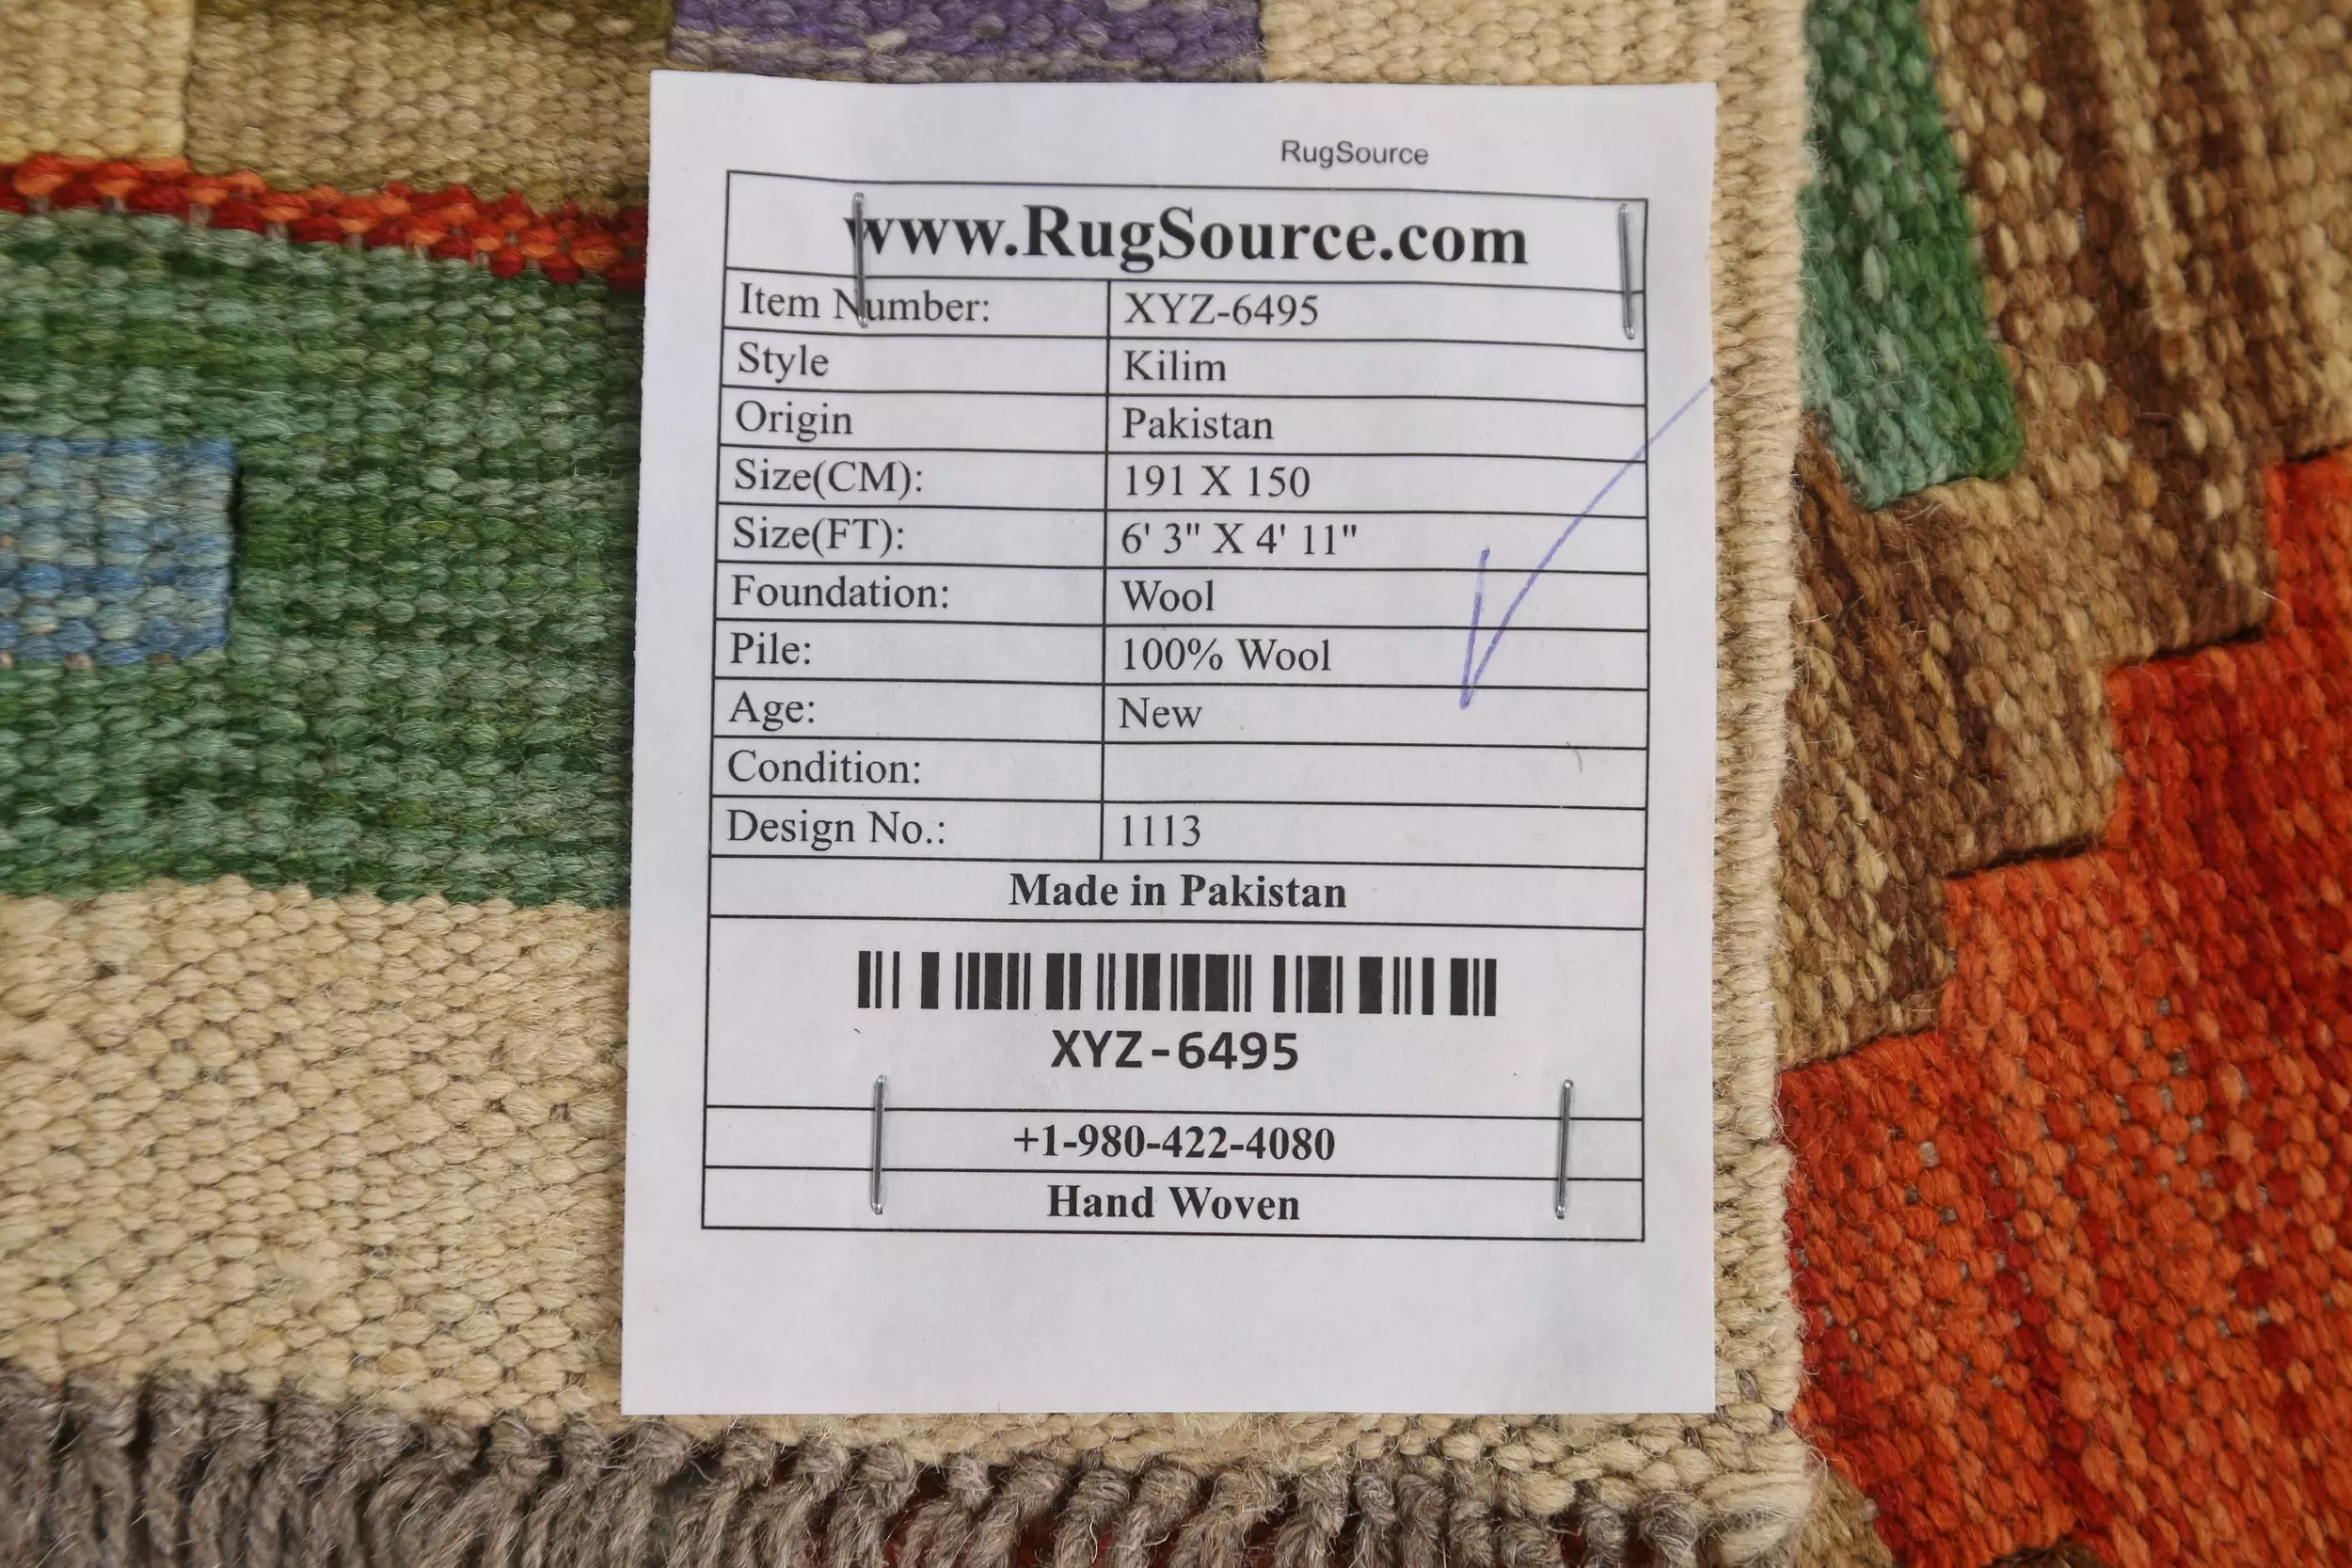 RugSource
www.RugSource.com
Item Number: XYZ-6495
Style Kilim
Origin Pakistan
Size(CM): 191 X 150
Size(FT): 6' 3" X 4' 11"
Foundation: Wool
Pile: 100% Wool
Age: New
Condition:
Design No.: 1113
Made in Pakistan
XYZ-6495
+1-980-422-4080
Hand Woven